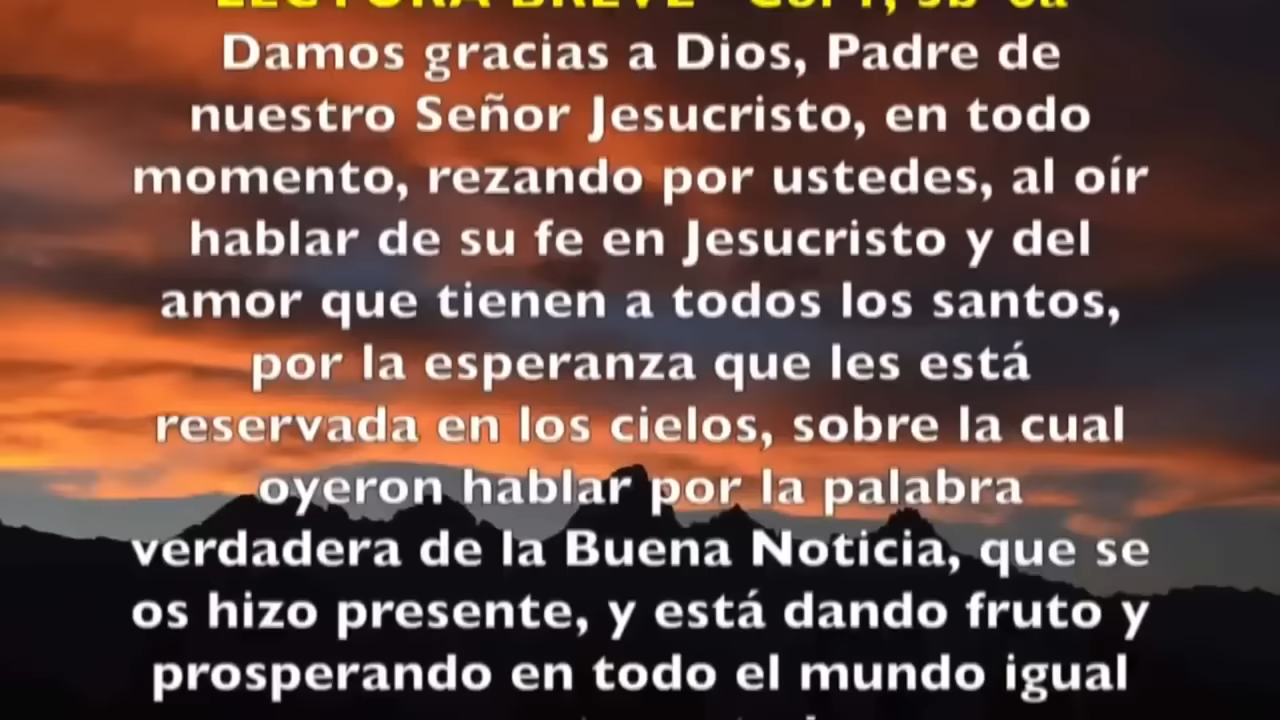 LECTURA BREVE
Damos gracias a Dios, Padre de
nuestro Señor Jesucristo, en todo
momento, rezando por ustedes, al oír
hablar de su fe en Jesucristo y del
amor que tienen a todos los santos,
por la esperanza que les está
reservada en los cielos, sobre la cual
oyeron hablar por la palabra
verdadera de la Buena Noticia, que se
os hizo presente, y está dando fruto y
prosperando en todo el mundo igual